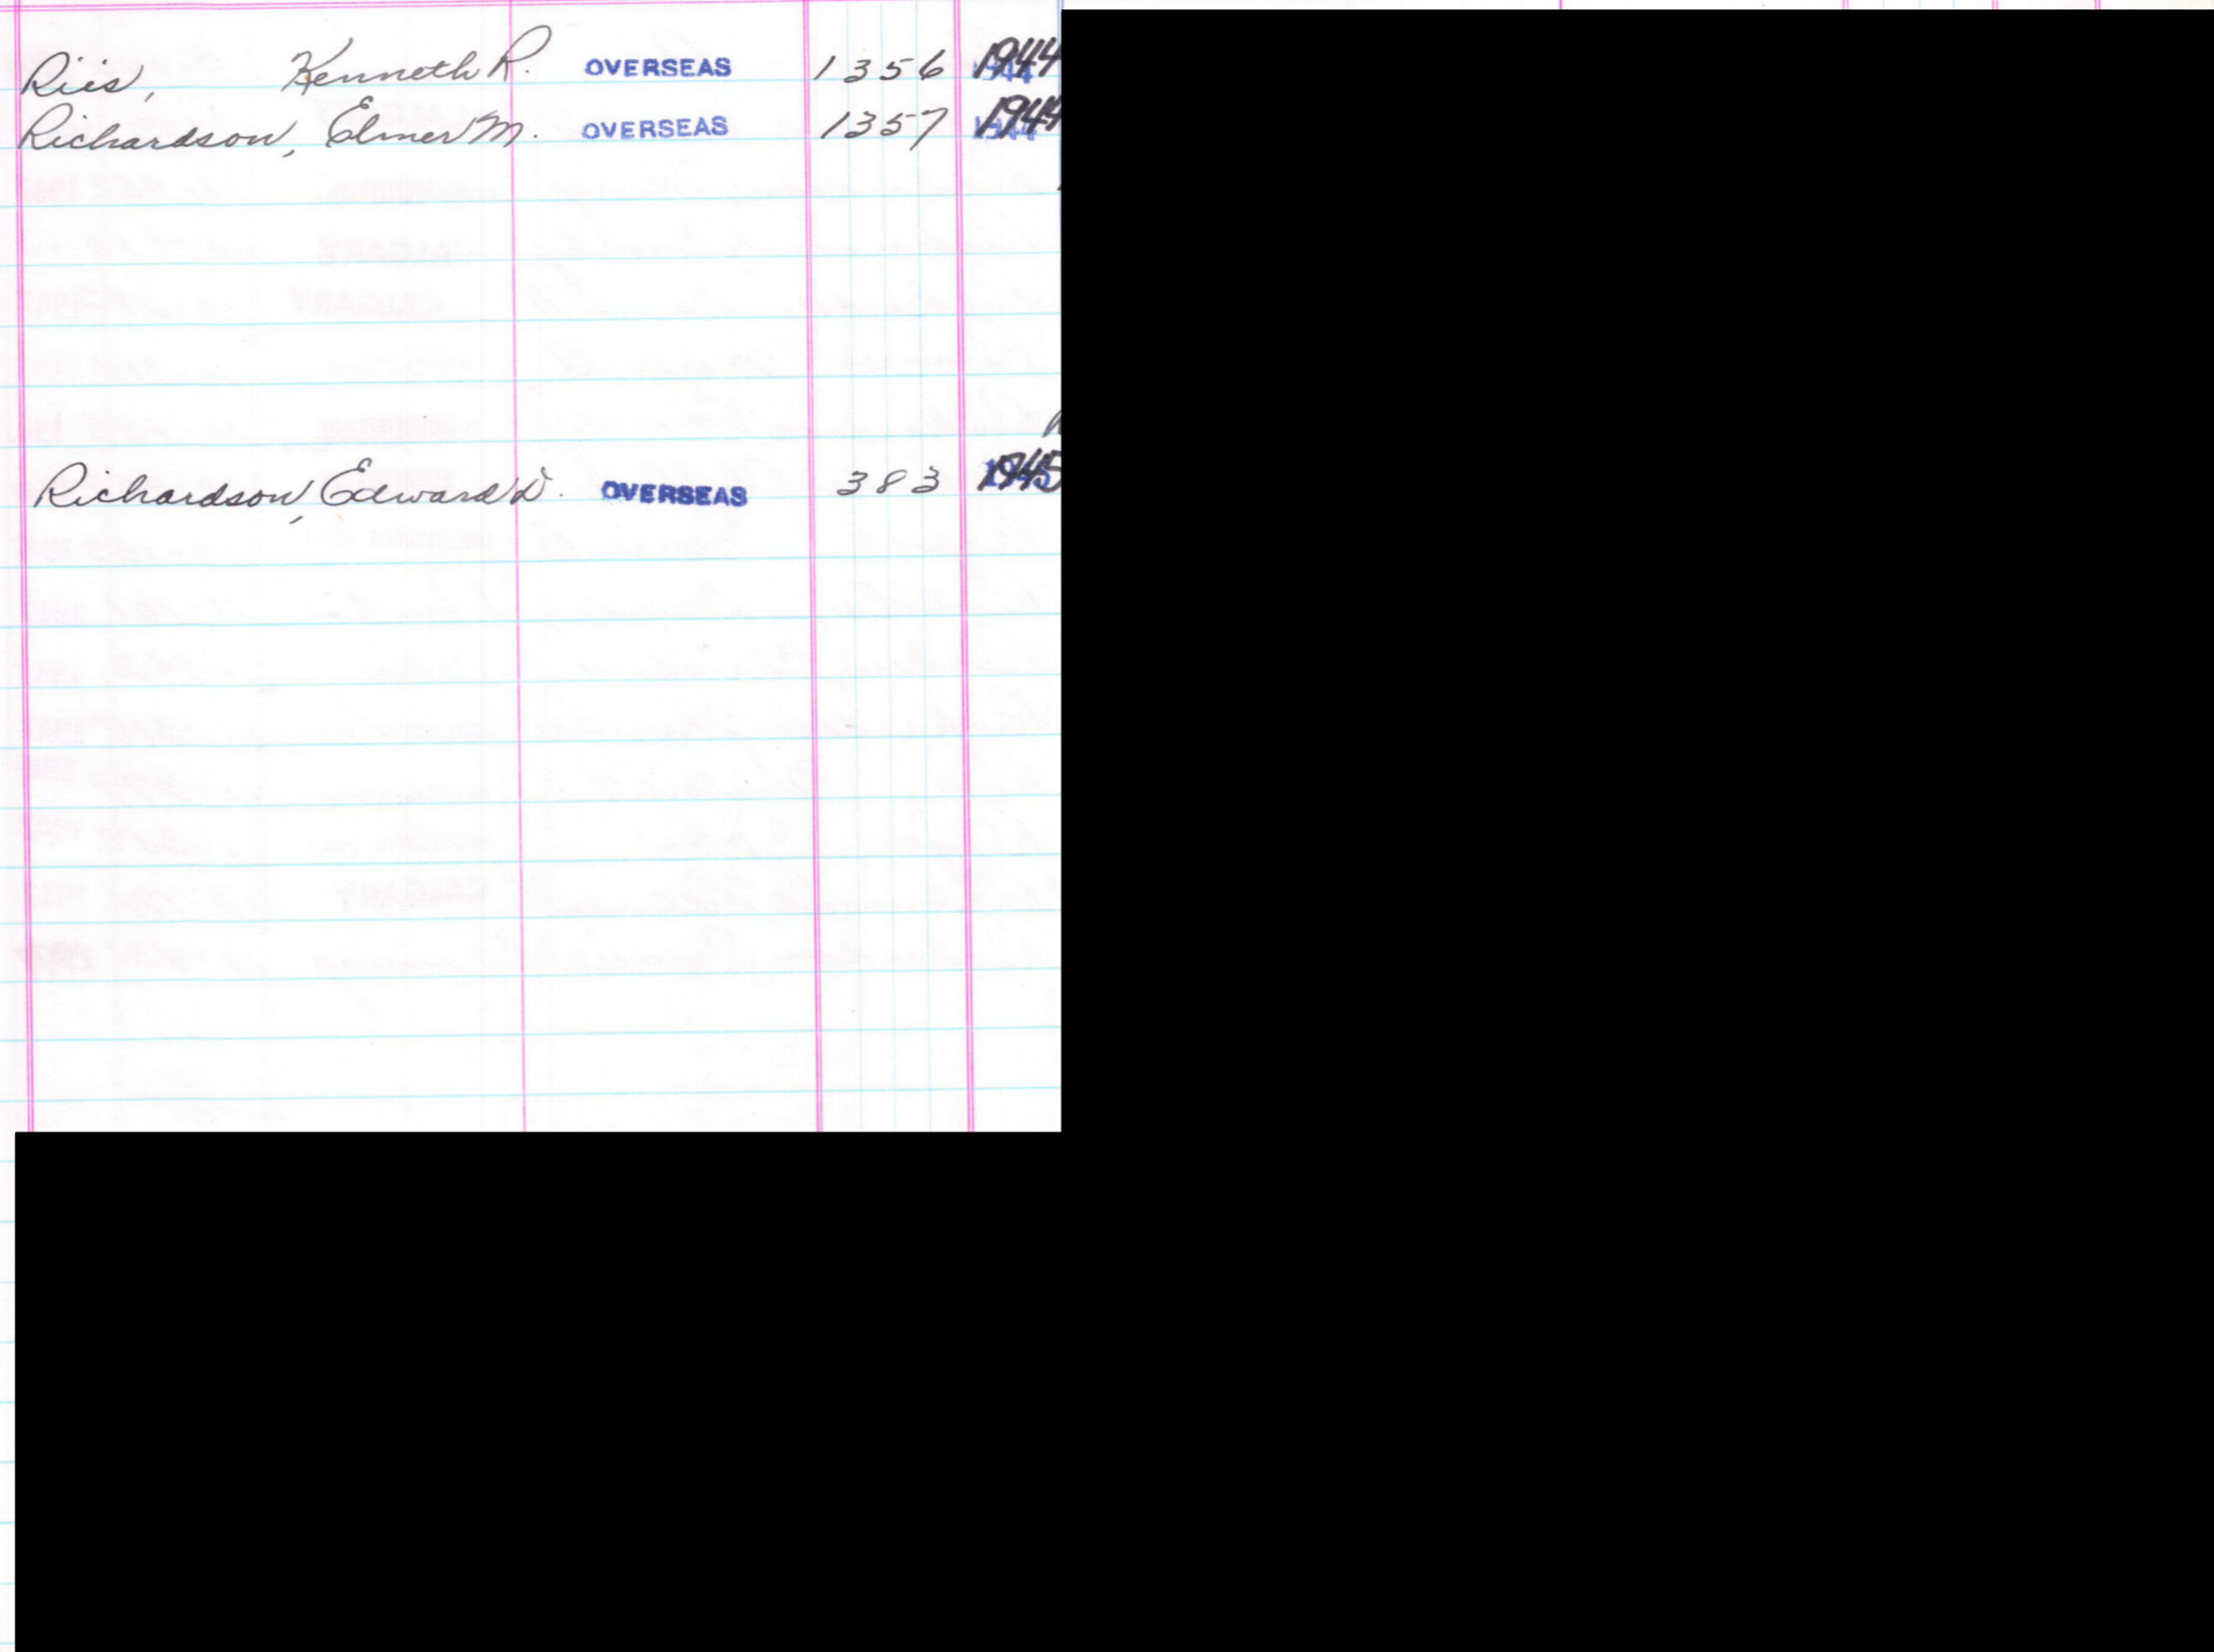 Riis, Kenneth R. OVERSEAS 1356 1944
Richardson, Elmer M. OVERSEAS 1357 1944
Richardson, Edward D. OVERSEAS 383 1945